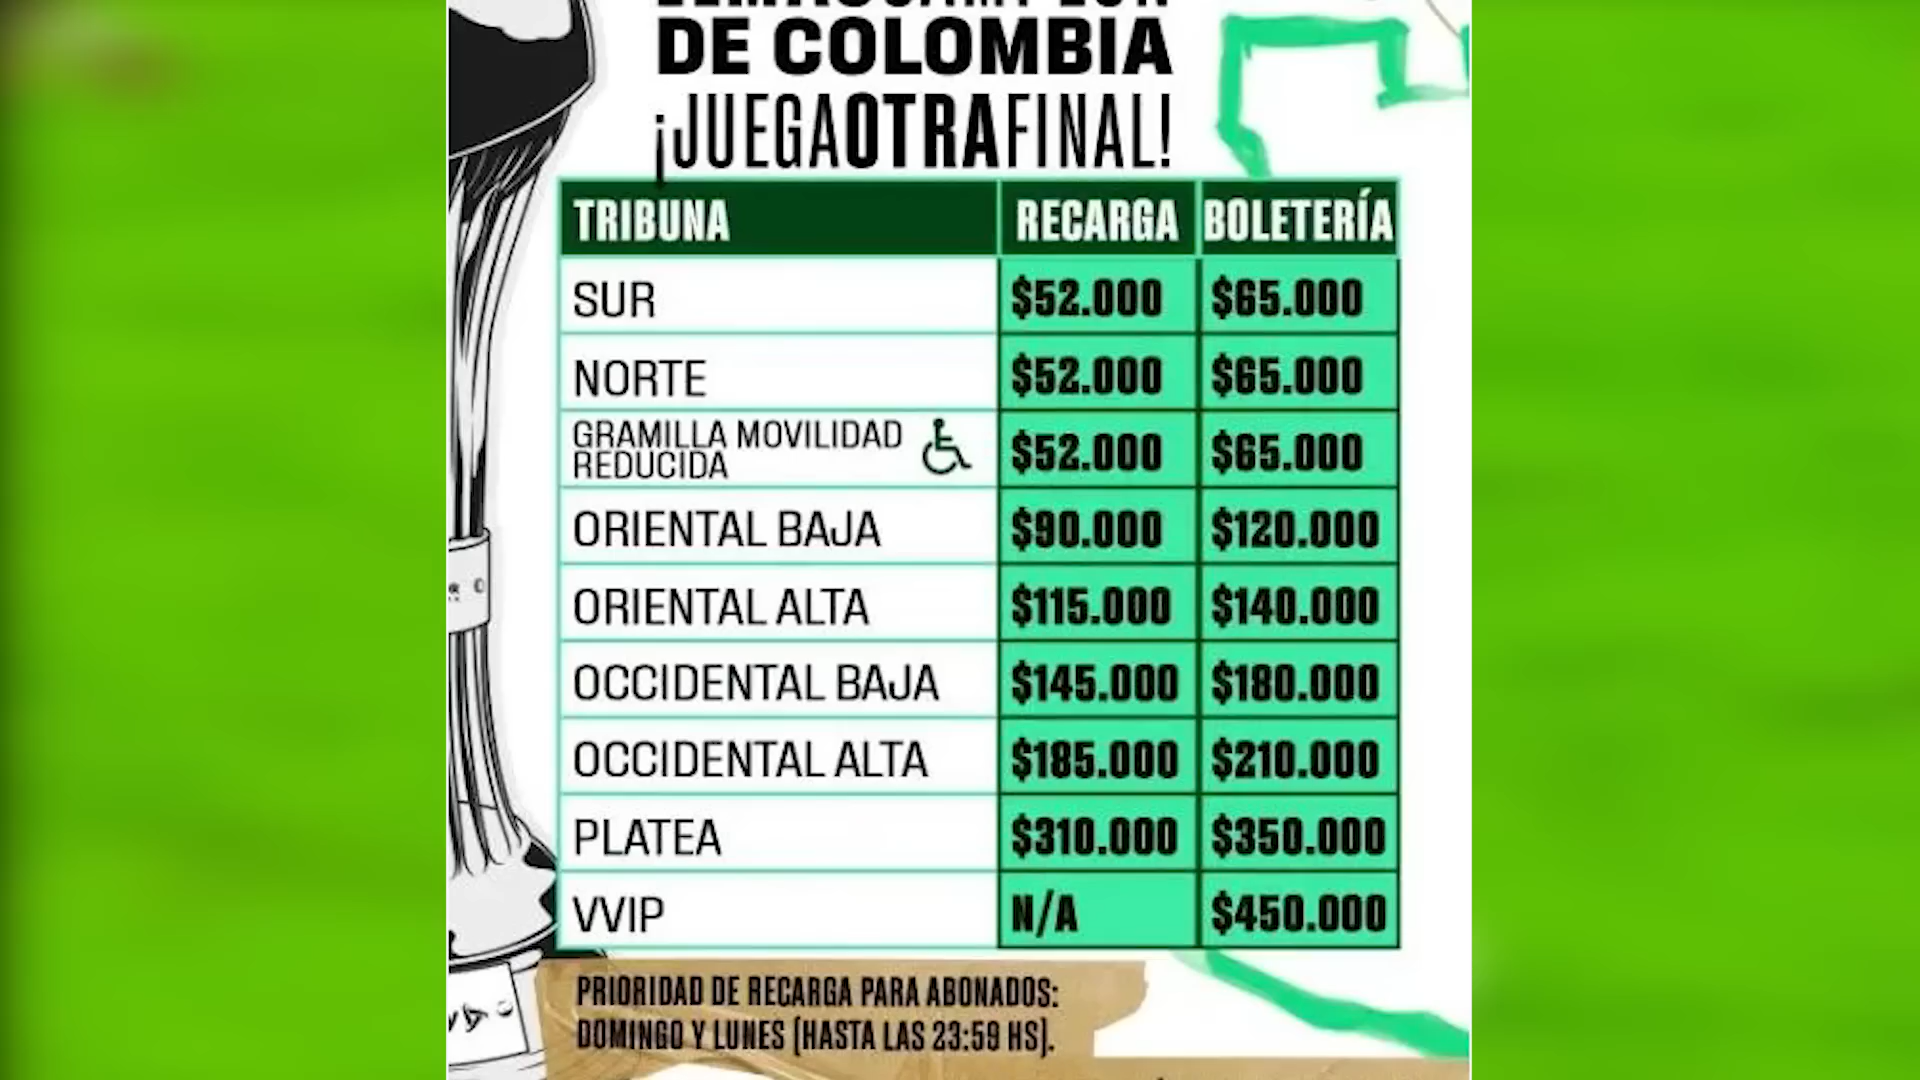 DE COLOMBIA
¡JUEGAOTRAFINAL!
TRIBUNA RECARGA BOLETERÍA
SUR $52.000 $65.000
NORTE $52.000 $65.000
GRAMILLA MOVILIDAD
REDUCIDA $52.000 $65.000
ORIENTAL BAJA $90.000 $120.000
ORIENTAL ALTA $115.000 $140.000
OCCIDENTAL BAJA $145.000 $180.000
OCCIDENTAL ALTA $185.000 $210.000
PLATEA $310.000 $350.000
VVIP N/A $450.000
PRIORIDAD DE RECARGA PARA ABONADOS:
DOMINGO Y LUNES (HASTA LAS 23:59 HS).